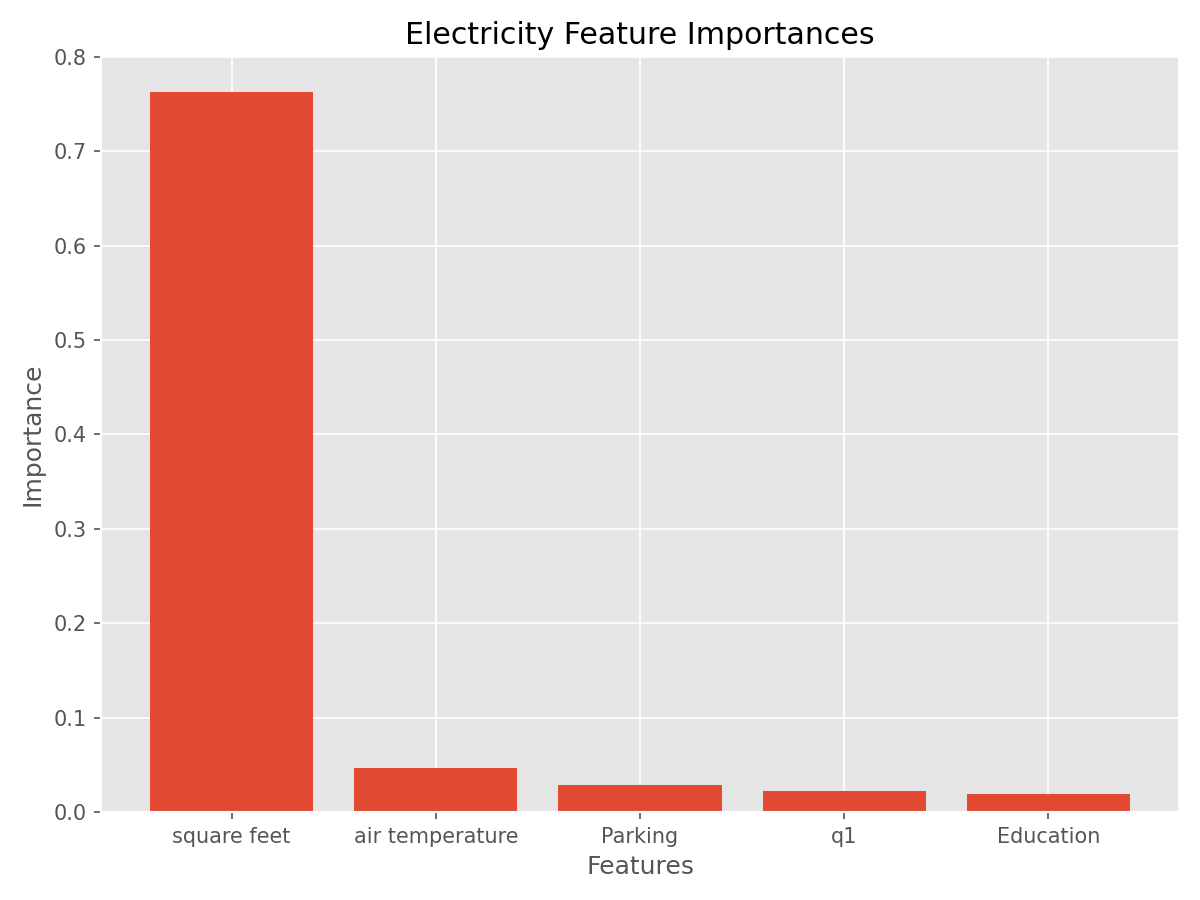 Electricity Feature Importances
0.8
0.7
0.6
0.5
0.4
0.3
0.2
0.1
0.0
Importance
square feet
air temperature
Parking
q1
Education
Features